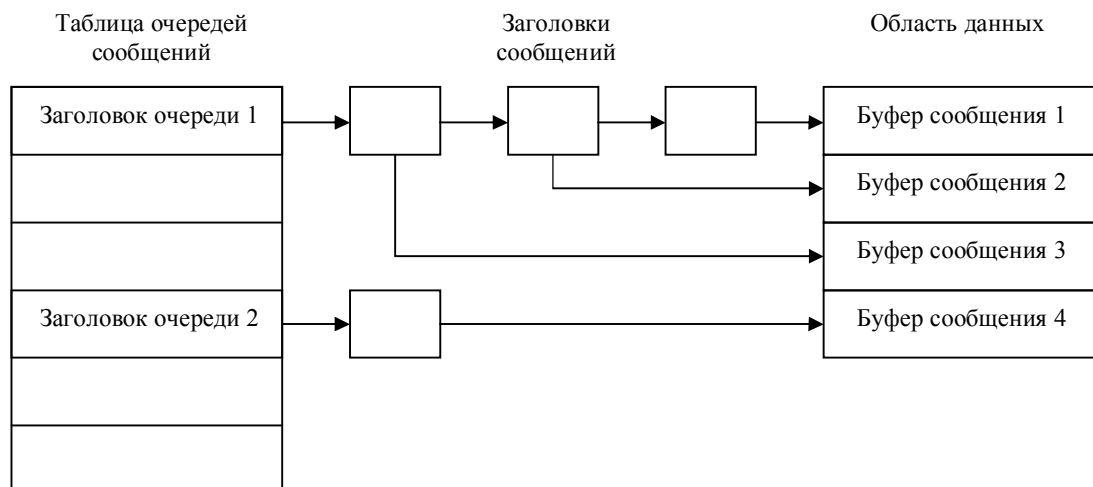 Таблица очередей
сообщений
Заголовки
сообщений
Область данных
Заголовок очереди 1
Буфер сообщения 1
Буфер сообщения 2
Буфер сообщения 3
Заголовок очереди 2
Буфер сообщения 4